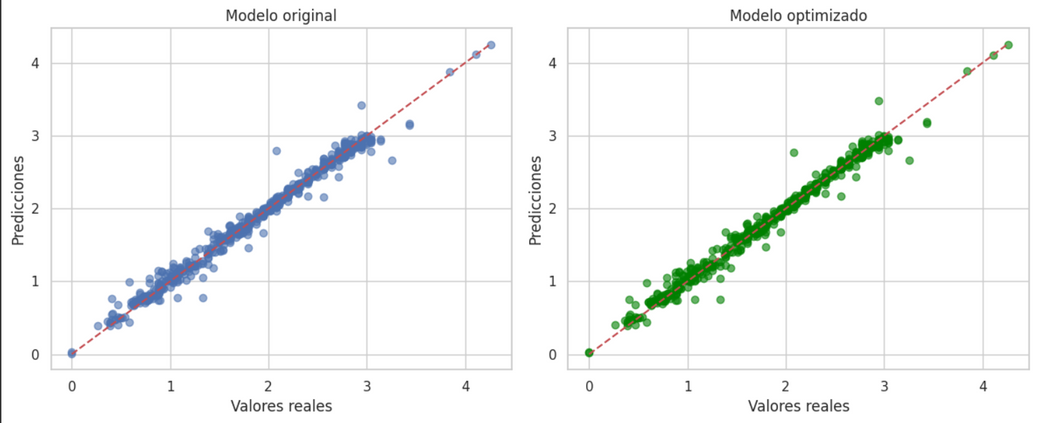 Modelo original
Predicciones
4
3
2
1
0
0 1 2 3 4
Valores reales
Modelo optimizado
Predicciones
4
3
2
1
0
0 1 2 3 4
Valores reales